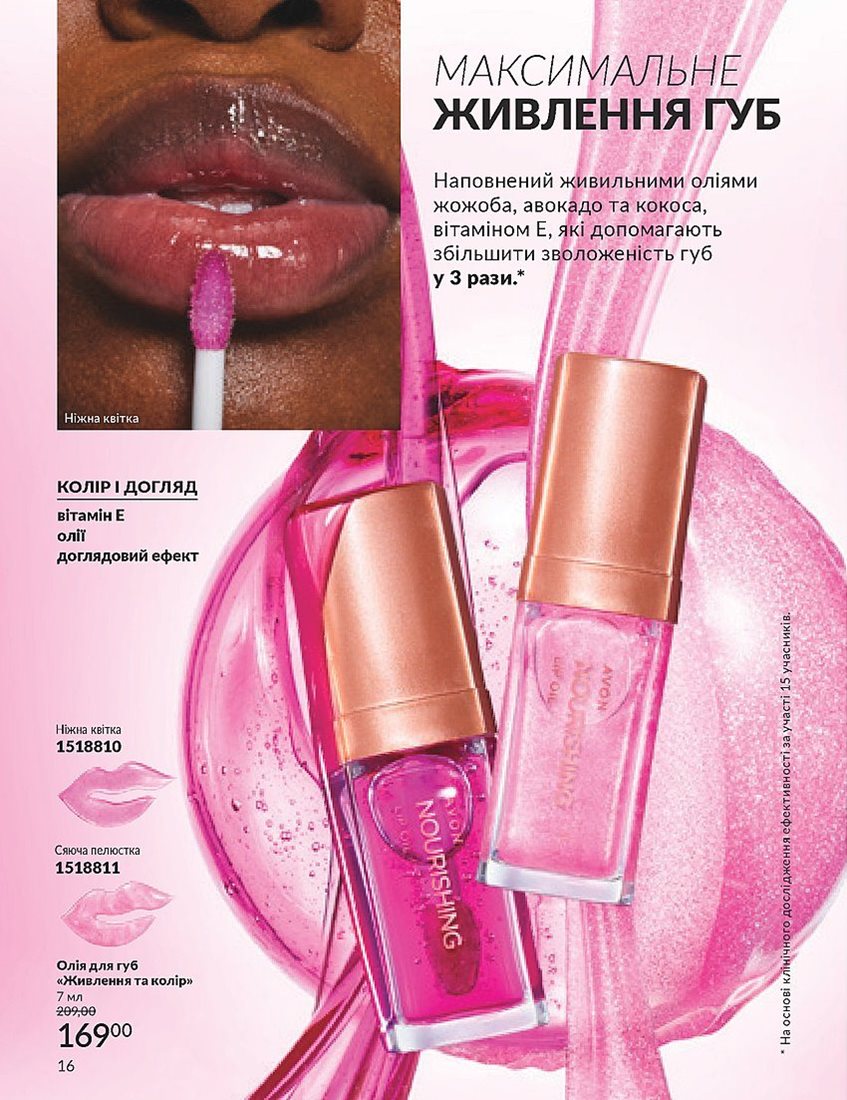 МАКСИМАЛЬНЕ
ЖИВЛЕННЯ ГУБ
Наповнений живильними оліями
жожоба, авокадо та кокоса,
вітаміном Е, які допомагають
збільшити зволоженість губ
у 3 рази.*
Ніжна квітка
КОЛІР І ДОГЛЯД
вітамін Е
олії
доглядовий ефект
AVON
NOURISHING
LIP OIL
AVON
NOURISHING
LIP OIL
Ніжна квітка
1518810
Сяюча пелюстка
1518811
Олія для губ
«Живлення та колір»
7 мл
209,00
16900
16
* На основі клінічного дослідження ефективності за участі 15 учасників.